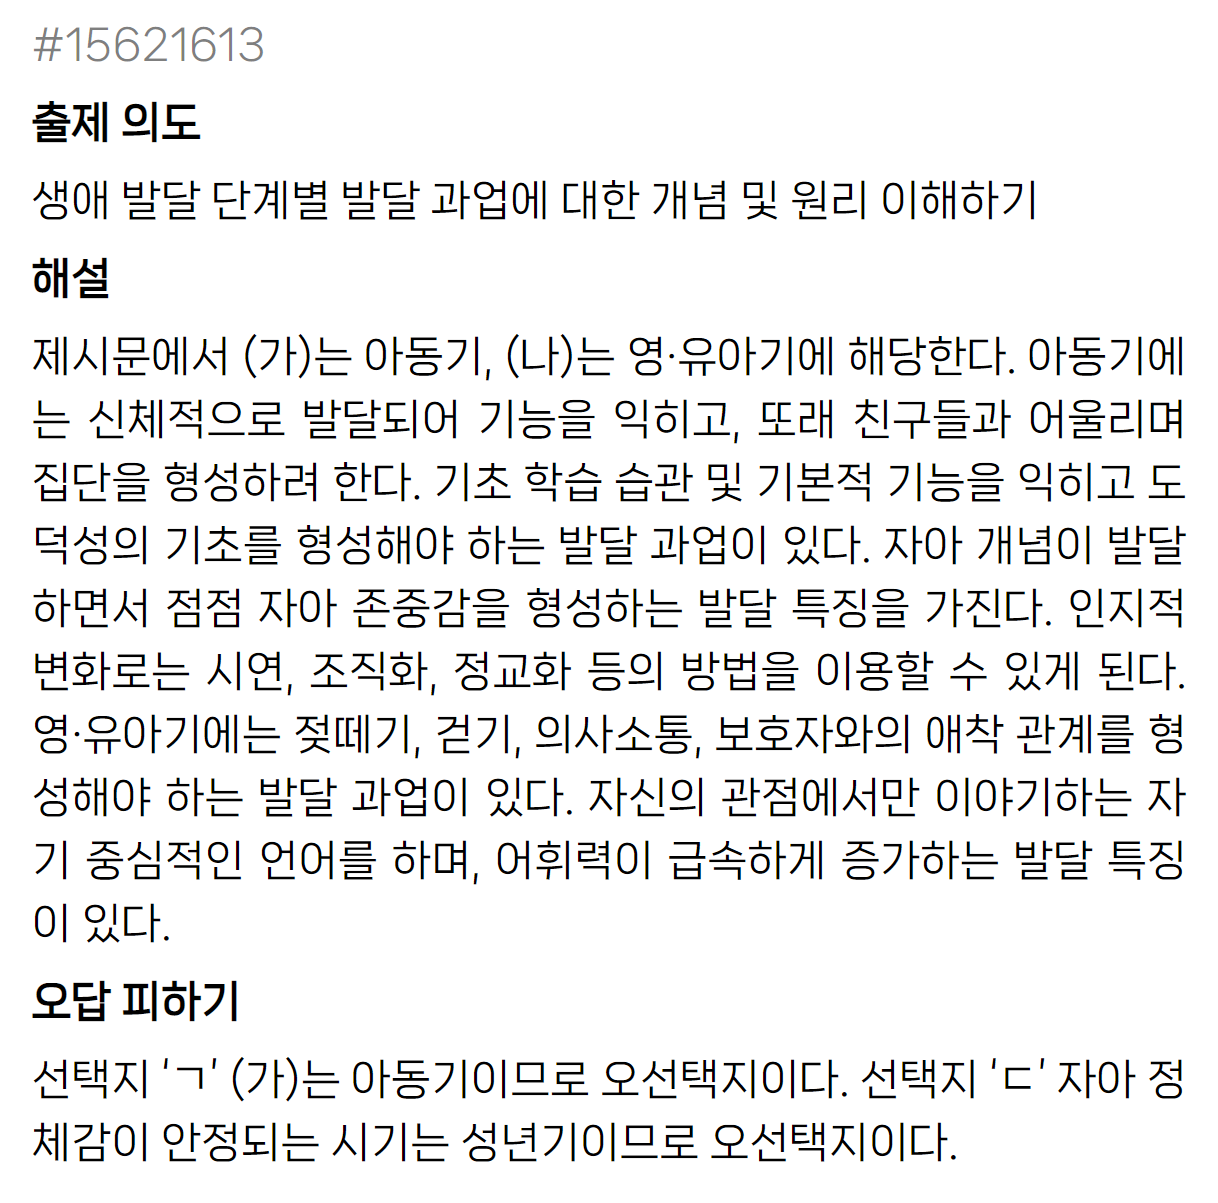 #15621613
출제 의도
생애 발달 단계별 발달 과업에 대한 개념 및 원리 이해하기
해설
제시문에서 (가)는 아동기, (나)는 영·유아기에 해당한다. 아동기에
는 신체적으로 발달되어 기능을 익히고, 또래 친구들과 어울리며
집단을 형성하려 한다. 기초 학습 습관 및 기본적 기능을 익히고 도
덕성의 기초를 형성해야 하는 발달 과업이 있다. 자아 개념이 발달
하면서 점점 자아 존중감을 형성하는 발달 특징을 가진다. 인지적
변화로는 시연, 조직화, 정교화 등의 방법을 이용할 수 있게 된다.
영·유아기에는 젖떼기, 걷기, 의사소통, 보호자와의 애착 관계를 형
성해야 하는 발달 과업이 있다. 자신의 관점에서만 이야기하는 자
기 중심적인 언어를 하며, 어휘력이 급속하게 증가하는 발달 특징
이 있다.
오답 피하기
선택지 'ㄱ' (가)는 아동기이므로 오선택지이다. 선택지 'ㄷ' 자아 정
체감이 안정되는 시기는 성년기이므로 오선택지이다.